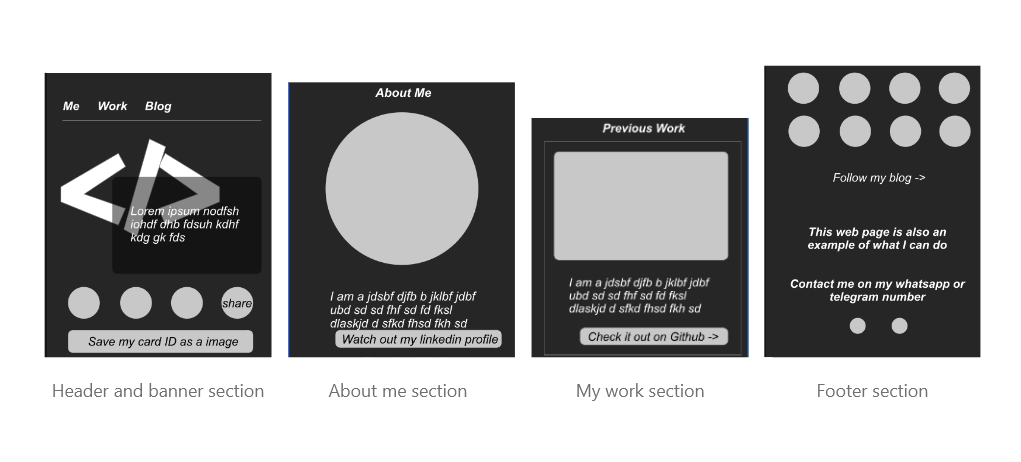 Me Work Blog
Lorem ipsum nodfsh
iohdf dhb fdsuh kdhf
kdg gk fds
share
Save my card ID as a image
Header and banner section
About Me
I am a jdsbf djfb b jklbf jdbf
ubd sd sd fhf sd fd fksl
dlaskjd d sfkd fhsd fkh sd
Watch out my linkedin profile
About me section
Previous Work
I am a jdsbf djfb b jklbf jdbf
ubd sd sd fhf sd fd fksl
dlaskjd d sfkd fhsd fkh sd
Check it out on Github ->
My work section
Follow my blog ->
This web page is also an
example of what I can do
Contact me on my whatsapp or
telegram number
Footer section